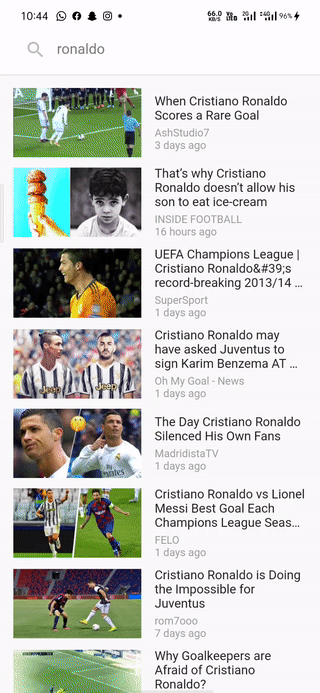 10:44
66.0 KB/S Vo LTE 2G 4G 96%
ronaldo
When Cristiano Ronaldo
Scores a Rare Goal
AshStudio7
3 days ago
That's why Cristiano
Ronaldo doesn't allow his
son to eat ice-cream
INSIDE FOOTBALL
16 hours ago
UEFA Champions League |
Cristiano Ronaldo&#39;s
record-breaking 2013/14 ...
SuperSport
1 days ago
Cristiano Ronaldo may
have asked Juventus to
sign Karim Benzema AT ...
Oh My Goal - News
1 days ago
The Day Cristiano Ronaldo
Silenced His Own Fans
MadridistaTV
1 days ago
Cristiano Ronaldo vs Lionel
Messi Best Goal Each
Champions League Seas...
FELO
1 days ago
Cristiano Ronaldo is Doing
the Impossible for
Juventus
rom7ooo
7 days ago
Why Goalkeepers are
Afraid of Cristiano
Ronaldo?